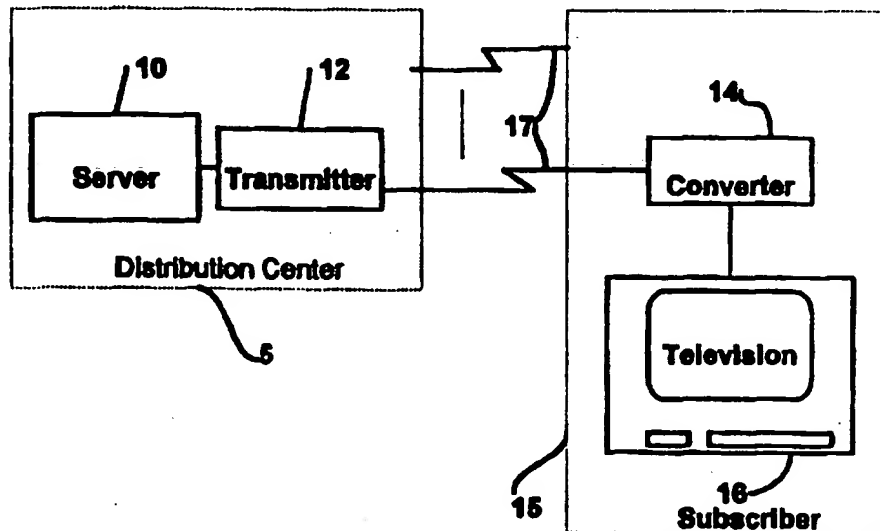 10
12
Server
Transmitter
Distribution Center
5
17
14
Converter
Television
15
16
Subscriber